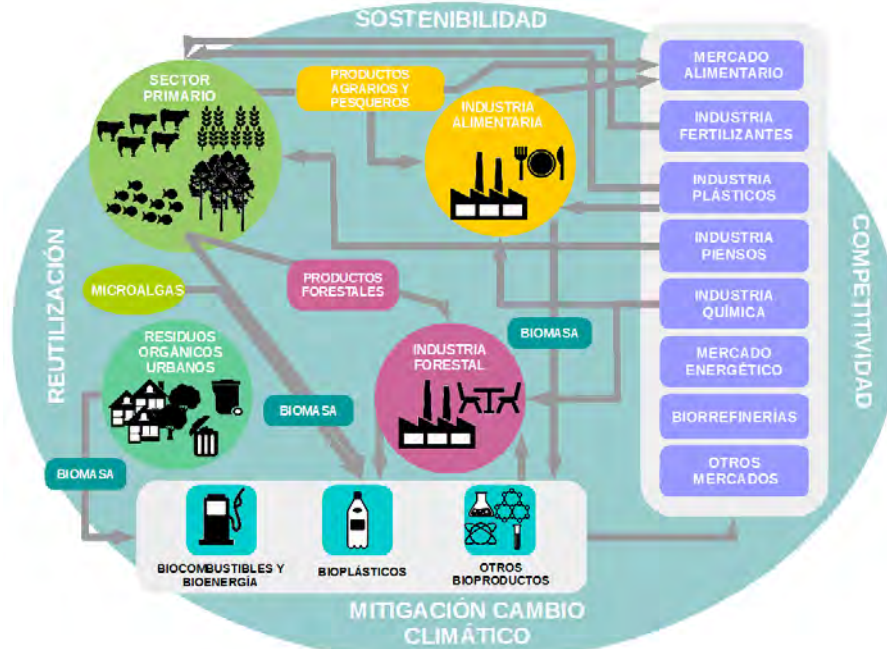 SOSTENIBILIDAD
SECTOR
PRIMARIO
PRODUCTOS
AGRARIOS Y
PESQUEROS
INDUSTRIA
ALIMENTARIA
MERCADO
ALIMENTARIO
INDUSTRIA
FERTILIZANTES
INDUSTRIA
PLÁSTICOS
INDUSTRIA
PIENSOS
INDUSTRIA
QUÍMICA
MERCADO
ENERGÉTICO
BIORREFINERÍAS
OTROS
MERCADOS
COMPETITIVIDAD
REUTILIZACIÓN
MICROALGAS
PRODUCTOS
FORESTALES
RESIDUOS
ORGÁNICOS
URBANOS
INDUSTRIA
FORESTAL
BIOMASA
BIOMASA
BIOMASA
BIOCOMBUSTIBLES Y
BIOENERGÍA
BIOPLÁSTICOS
OTROS
BIOPRODUCTOS
MITIGACIÓN CAMBIO
CLIMÁTICO